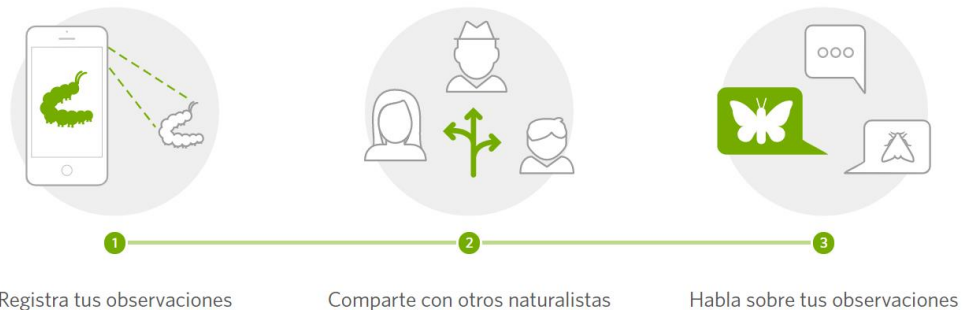 1
2
3
Registra tus observaciones
Comparte con otros naturalistas
Habla sobre tus observaciones